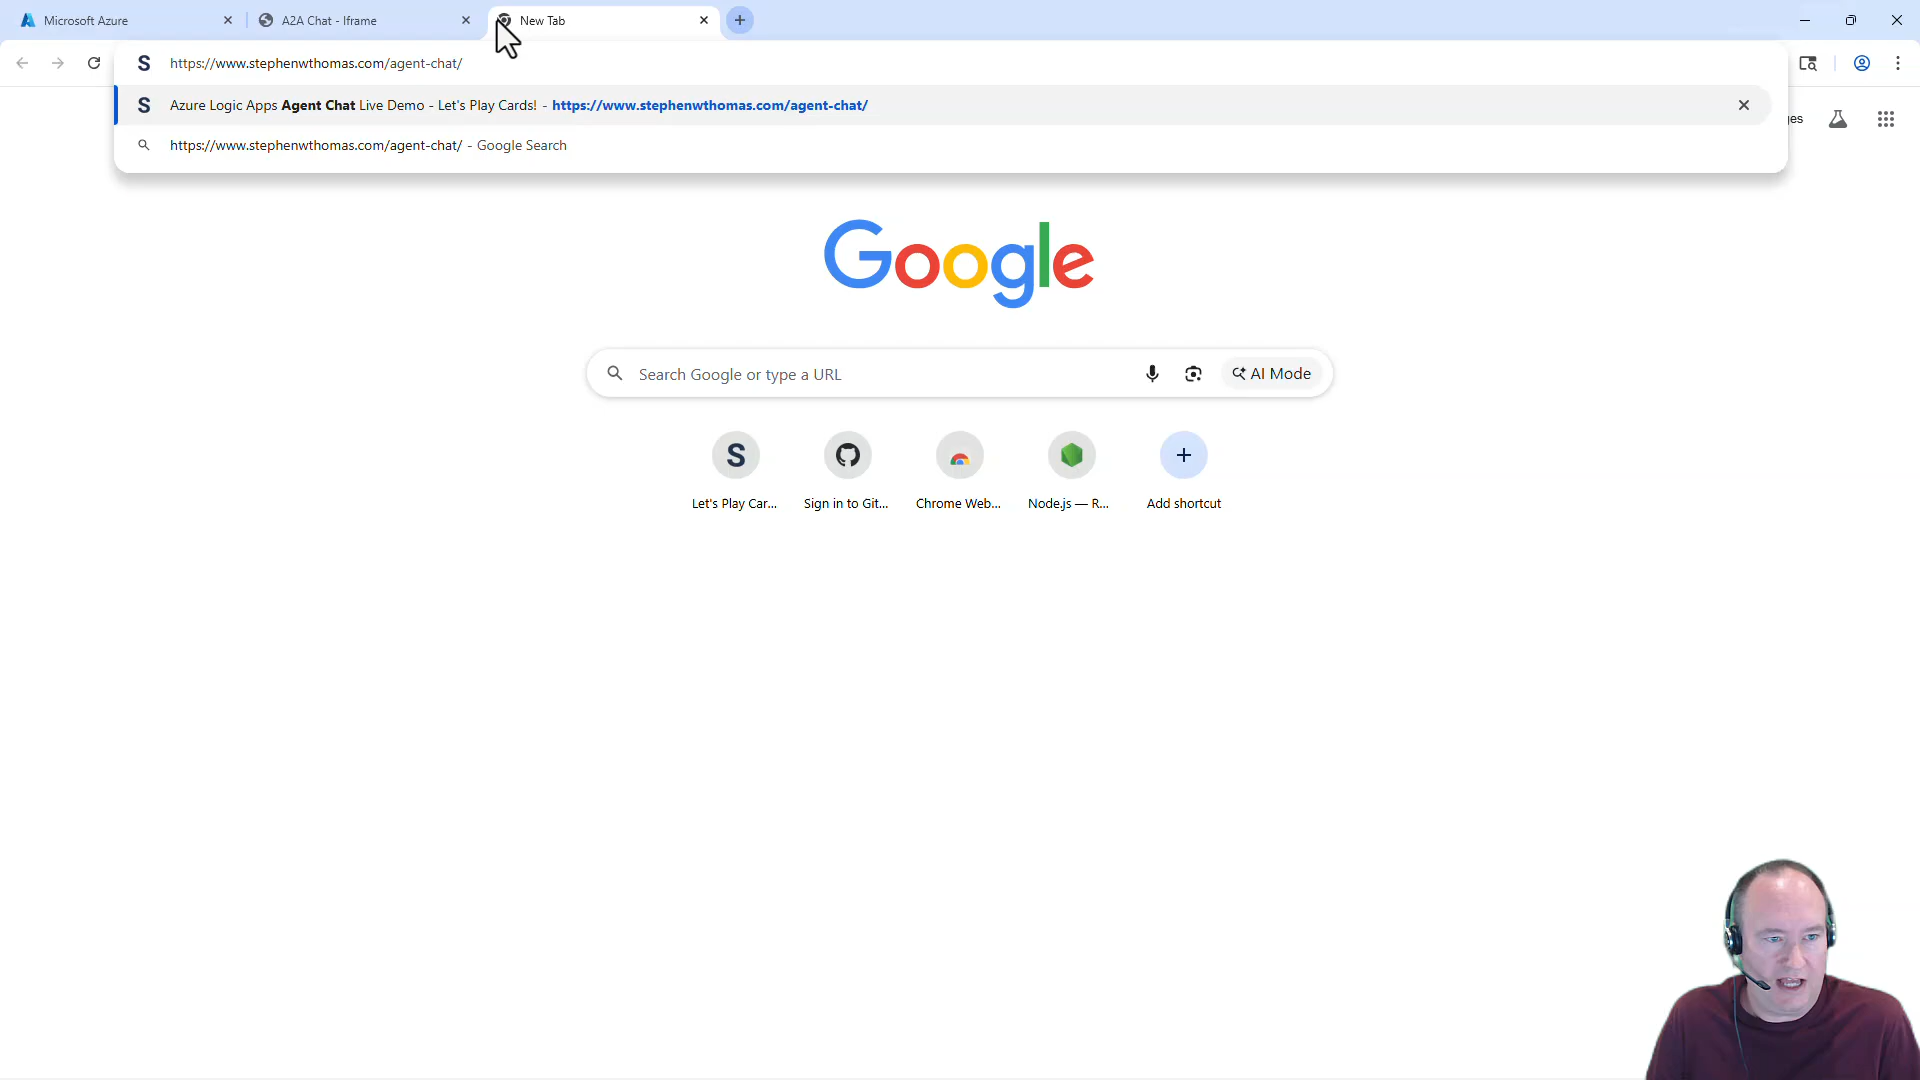 Microsoft Azure
A2A Chat - Iframe
New Tab
S https://www.stephenwthomas.com/agent-chat/
S Azure Logic Apps Agent Chat Live Demo - Let's Play Cards! - https://www.stephenwthomas.com/agent-chat/
https://www.stephenwthomas.com/agent-chat/ - Google Search
es
Google
Search Google or type a URL
AI Mode
S
Let's Play Car...
Sign in to Git...
Chrome Web...
Node.js — R...
Add shortcut